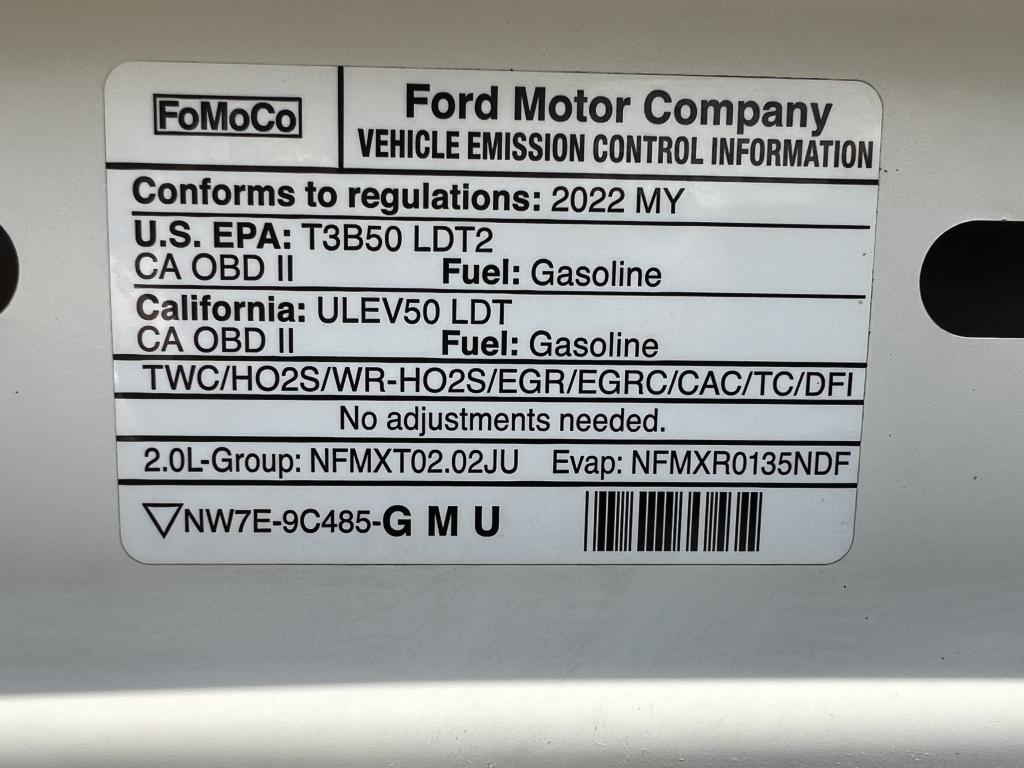 FoMoCo
Ford Motor Company
VEHICLE EMISSION CONTROL INFORMATION
Conforms to regulations: 2022 MY
U.S. EPA: T3B50 LDT2
CA OBD II Fuel: Gasoline
California: ULEV50 LDT
CA OBD II Fuel: Gasoline
TWC/HO2S/WR-HO2S/EGR/EGRC/CAC/TC/DFI
No adjustments needed.
2.0L-Group: NFMXT02.02JU Evap: NFMXR0135NDF
NW7E-9C485-G M U